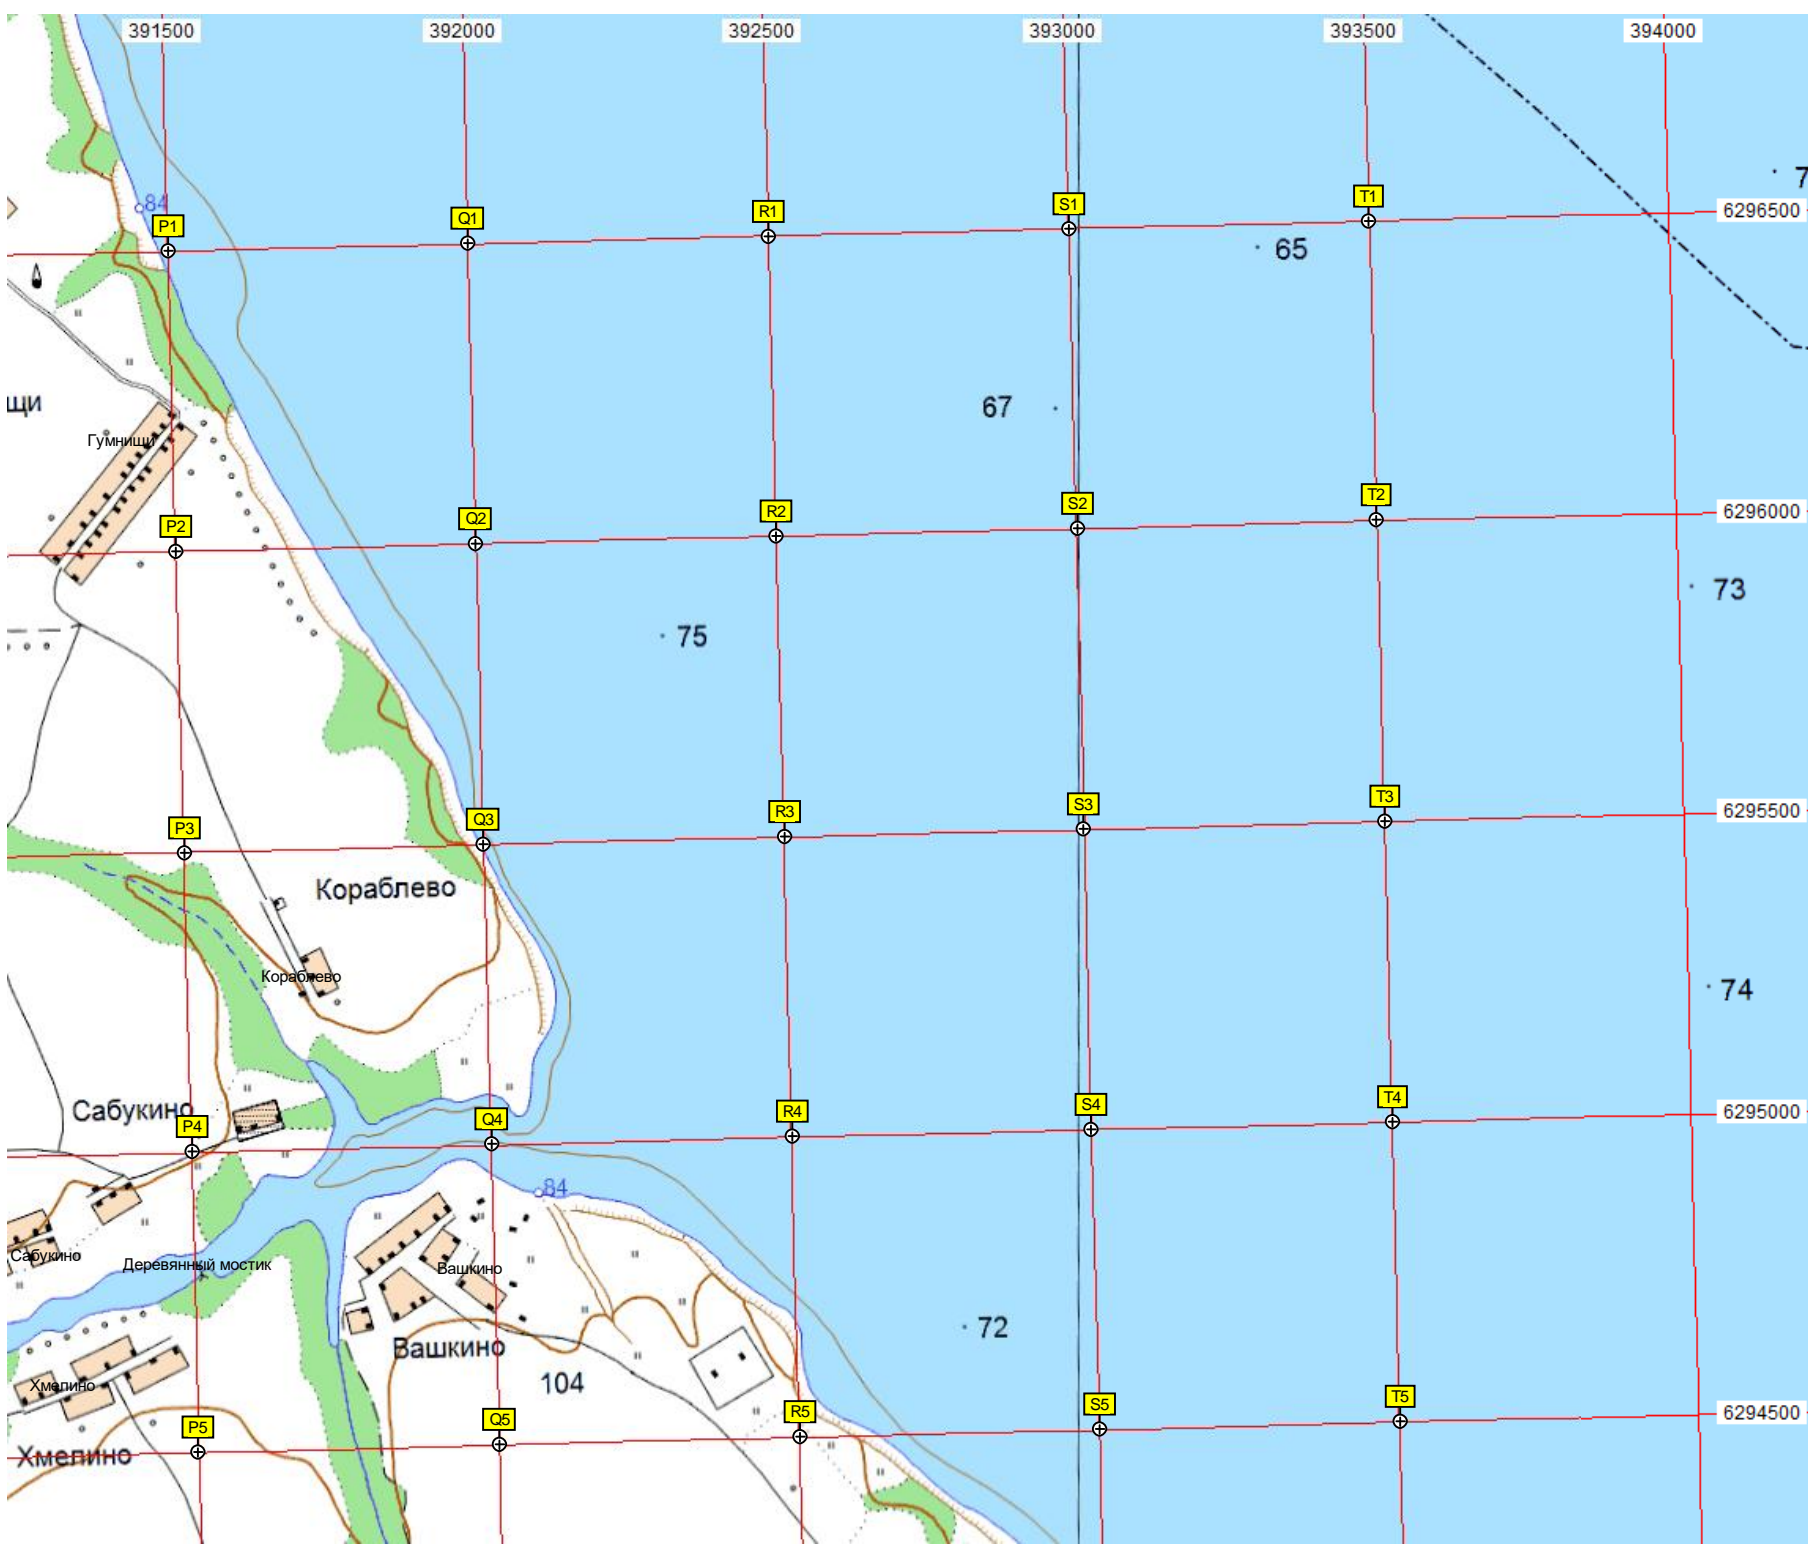 391500 392000 392500 393000 393500 394000
7
84
P1 Q1 R1 S1 T1
6296500
65
щи
67
Гумнищи
P2 Q2 R2 S2 T2
6296000
73
75
P3 Q3 R3 S3 T3
6295500
Кораблево
Кораблево
74
Сабукино
P4 Q4 R4 S4 T4
6295000
84
Сабукино
Деревянный мостик
Вашкино
72
Вашкино
104
Хмелино
P5 Q5 R5 S5 T5
6294500
Хмелино